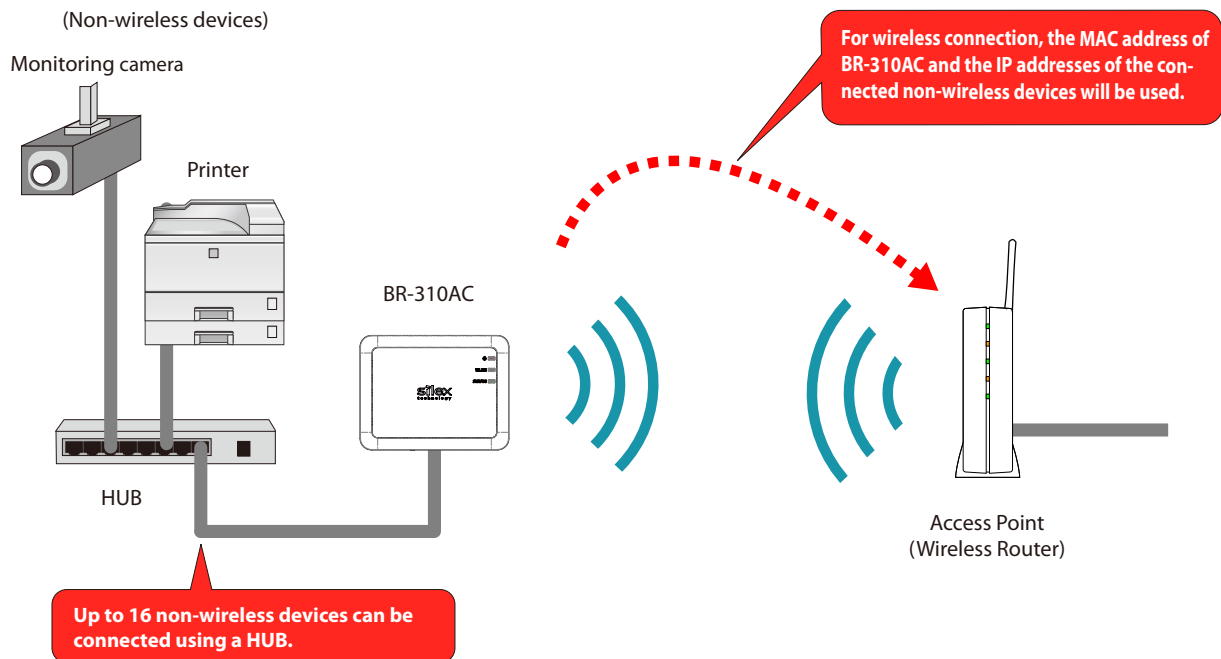 (Non-wireless devices)
Monitoring camera
Printer
BR-310AC
silex
technology
HUB
Up to 16 non-wireless devices can be
connected using a HUB.
For wireless connection, the MAC address of
BR-310AC and the IP addresses of the con-
nected non-wireless devices will be used.
Access Point
(Wireless Router)